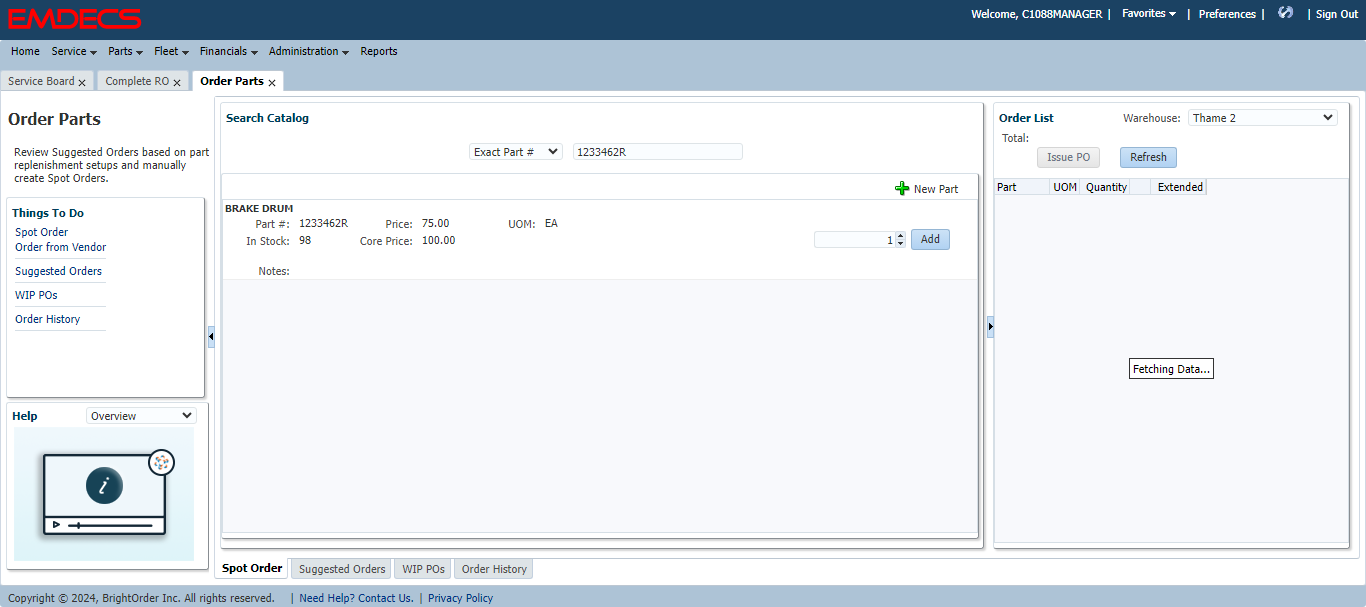 EMDECS
Welcome, C1088MANAGER | Favorites | Preferences | | Sign Out
Home Service Parts Fleet Financials Administration Reports
Service Board x Complete RO x Order Parts x
Order Parts
Review Suggested Orders based on part
replenishment setups and manually
create Spot Orders.
Things To Do
Spot Order
Order from Vendor
Suggested Orders
WIP POs
Order History
Help Overview
i
Search Catalog
Exact Part # 1233462R
New Part
BRAKE DRUM
Part #: 1233462R Price: 75.00 UOM: EA
In Stock: 98 Core Price: 100.00 1 Add
Notes:
Order List Warehouse: Thame 2
Total:
Issue PO Refresh
Part UOM Quantity Extended
Fetching Data...
Spot Order Suggested Orders WIP POs Order History
Copyright © 2024, BrightOrder Inc. All rights reserved. | Need Help? Contact Us. | Privacy Policy